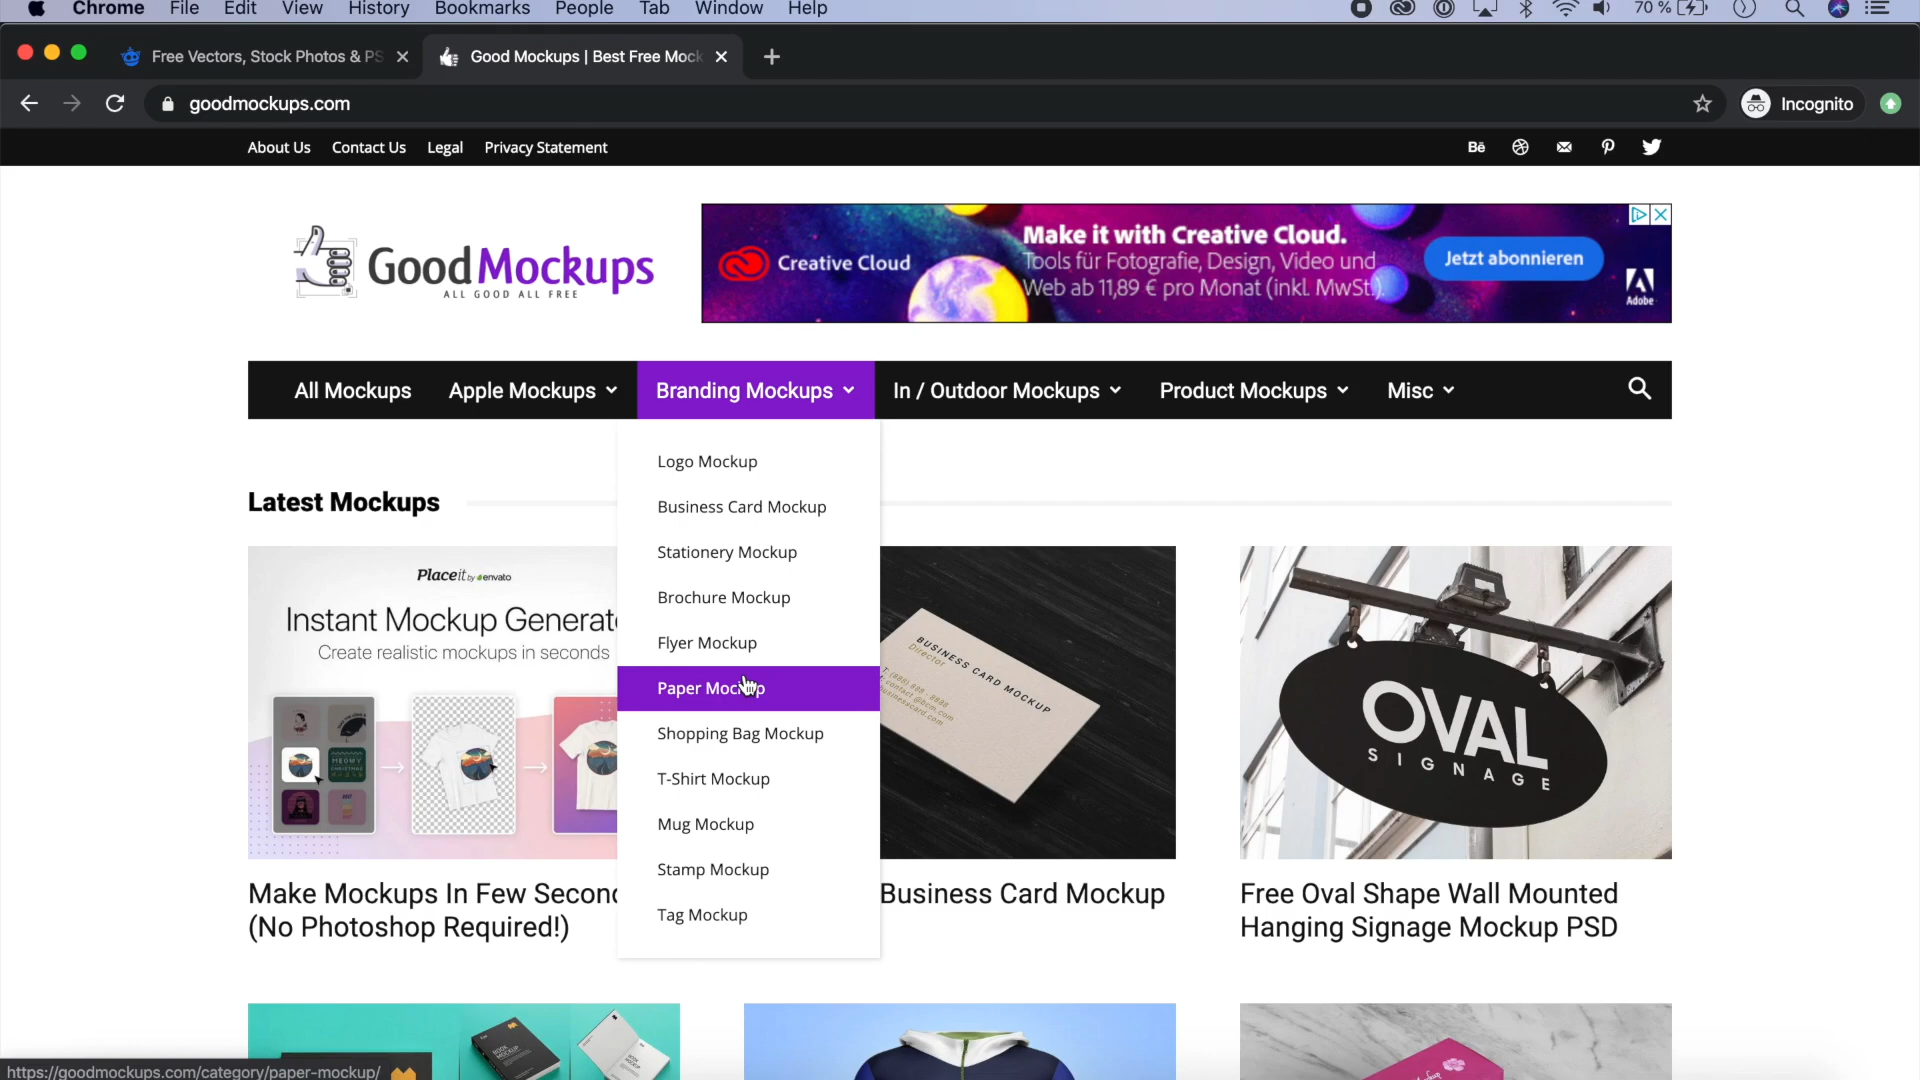 Chrome File Edit View History Bookmarks People Tab Window Help 70 %
Free Vectors, Stock Photos & PS Good Mockups | Best Free Mock
goodmockups.com Incognito
About Us Contact Us Legal Privacy Statement Bē
GoodMockups
ALL GOOD ALL FREE
Creative Cloud
Make it with Creative Cloud.
Tools für Fotografie, Design, Video und
Web ab 11,89 € pro Monat (inkl. MwSt.)
Jetzt abonnieren
Adobe
All Mockups Apple Mockups Branding Mockups In / Outdoor Mockups Product Mockups Misc
Logo Mockup
Business Card Mockup
Stationery Mockup
Brochure Mockup
Flyer Mockup
Paper Mockup
Shopping Bag Mockup
T-Shirt Mockup
Mug Mockup
Stamp Mockup
Tag Mockup
Latest Mockups
Placeit by envato
Instant Mockup Generat
Create realistic mockups in seconds
BUSINESS CARD MOCKUP
Director
OVAL
SIGNAGE
Make Mockups In Few Secon
(No Photoshop Required!)
Business Card Mockup
Free Oval Shape Wall Mounted
Hanging Signage Mockup PSD
BOOK
MOCKUP
BOOK
MOCKUP
https://goodmockups.com/category/paper-mockup/